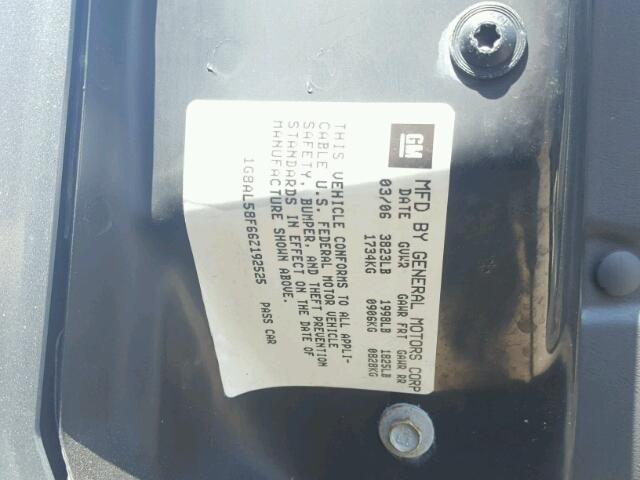 GM
MFD BY GENERAL MOTORS CORP
DATE GVWR GAWR FRT GAWR RR
03/06 3823LB 1998LB 1825LB
1734KG 0906KG 0828KG
THIS VEHICLE CONFORMS TO ALL APPLI-
CABLE U.S. FEDERAL MOTOR VEHICLE
SAFETY, BUMPER, AND THEFT PREVENTION
STANDARDS IN EFFECT ON THE DATE OF
MANUFACTURE SHOWN ABOVE.
1G8AL58F66Z192525 PASS CAR